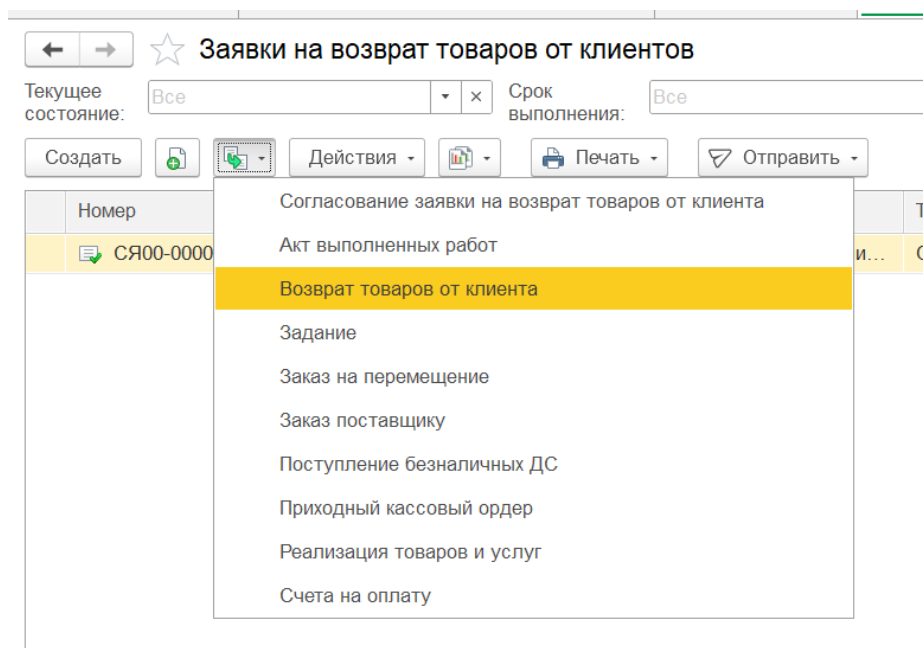 Заявки на возврат товаров от клиентов
Текущее состояние:
Все
Срок выполнения:
Все
Создать
Действия
Печать
Отправить
Номер
СЯ00-0000
Согласование заявки на возврат товаров от клиента
Акт выполненных работ
Возврат товаров от клиента
Задание
Заказ на перемещение
Заказ поставщику
Поступление безналичных ДС
Приходный кассовый ордер
Реализация товаров и услуг
Счета на оплату
и...